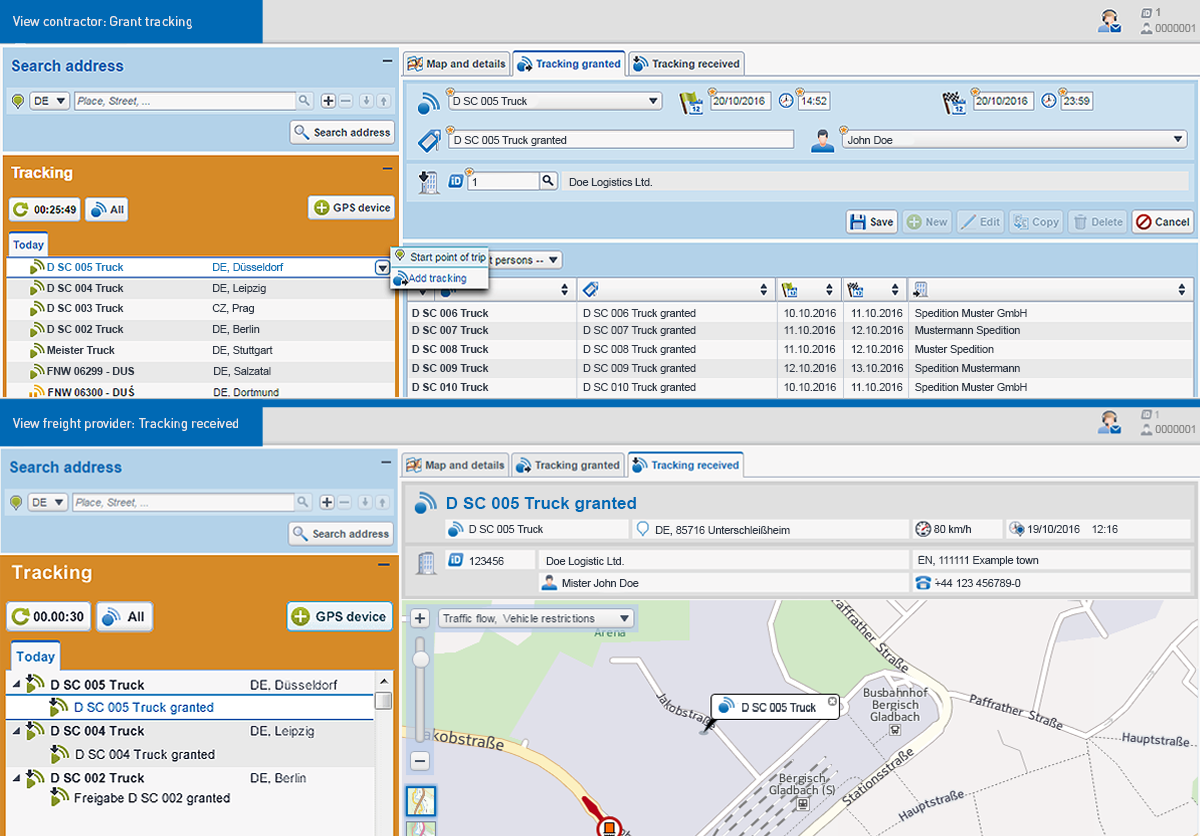 View contractor: Grant tracking
1
0000001
Search address
DE
Place, Street, ...
Search address
Tracking
00:25:49
All
GPS device
Today
D SC 005 Truck DE, Düsseldorf
D SC 004 Truck DE, Leipzig
D SC 003 Truck CZ, Prag
D SC 002 Truck DE, Berlin
Meister Truck DE, Stuttgart
FNW 06299 - DUS DE, Salzatal
FNW 06300 - DUŚ DE, Dortmund
Start point of trip
Add tracking
Map and details Tracking granted Tracking received
D SC 005 Truck 12 20/10/2016 14:52 12 20/10/2016 23:59
D SC 005 Truck granted John Doe
iD 1 Doe Logistics Ltd.
Save New Edit Copy Delete Cancel
t persons --
D SC 006 Truck D SC 006 Truck granted 10.10.2016 11.10.2016 Spedition Muster GmbH
D SC 007 Truck D SC 007 Truck granted 11.10.2016 12.10.2016 Mustermann Spedition
D SC 008 Truck D SC 008 Truck granted 11.10.2016 12.10.2016 Muster Spedition
D SC 009 Truck D SC 009 Truck granted 12.10.2016 13.10.2016 Spedition Mustermann
D SC 010 Truck D SC 010 Truck granted 10.10.2016 11.10.2016 Spedition Muster GmbH
View freight provider: Tracking received
1
0000001
Search address
DE
Place, Street, ...
Search address
Tracking
00.00:30
All
GPS device
Today
D SC 005 Truck DE, Düsseldorf
D SC 005 Truck granted
D SC 004 Truck DE, Leipzig
D SC 004 Truck granted
D SC 002 Truck DE, Berlin
Freigabe D SC 002 granted
Map and details Tracking granted Tracking received
D SC 005 Truck granted
D SC 005 Truck DE, 85716 Unterschleißheim 80 km/h 19/10/2016 12:16
iD 123456 Doe Logistic Ltd. EN, 111111 Example town
Mister John Doe +44 123 456789-0
Traffic flow, Vehicle restrictions
Arena
Paffrather Straße
Jakobstraße
D SC 005 Truck
Busbahnhof
Bergisch
Gladbach
Paffrather Straße
Hauptstraße
Jakobstraße
Bergisch
Gladbach (S)
Stationsstraße
Hauptstraße